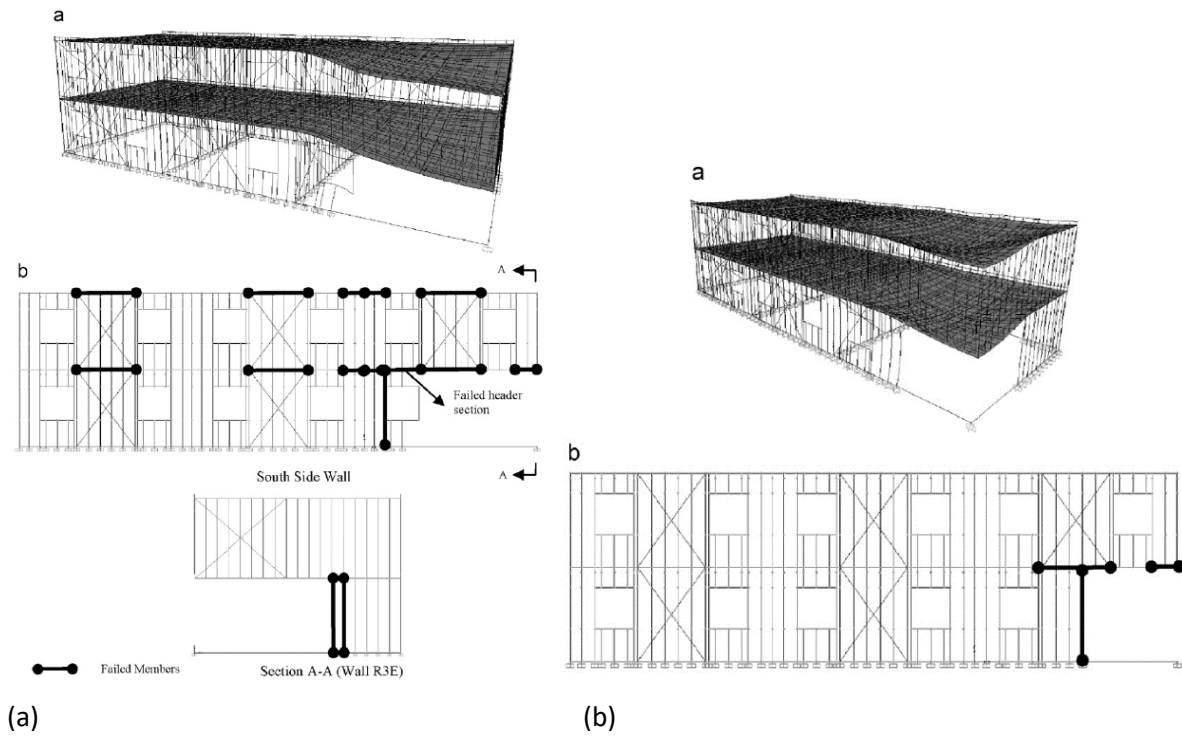 a
b
A
Failed header
section
South Side Wall
A
Failed Members
Section A-A (Wall R3E)
(a)
a
b
(b)